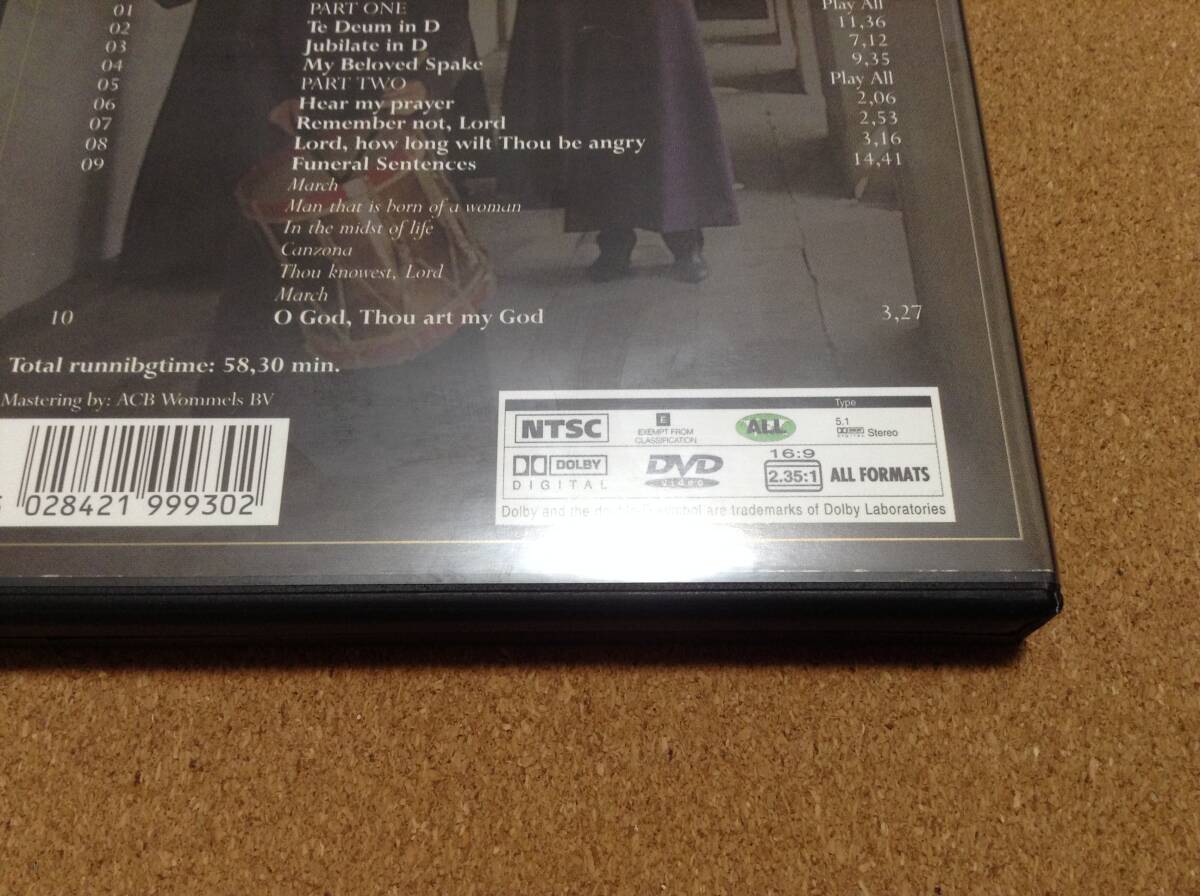 01 PART ONE Play All
02 Te Deum in D 11,36
03 Jubilate in D 7,12
04 My Beloved Spake 9,35
05 PART TWO Play All
06 Hear my prayer 2,06
07 Remember not, Lord 2,53
08 Lord, how long wilt Thou be angry 3,16
09 Funeral Sentences 14,41
March
Man that is born of a woman
In the midst of life
Canzona
Thou knowest, Lord
March
10 O God, Thou art my God 3,27
Total runnibgtime: 58,30 min.
Mastering by: ACB Wommels BV
028421 999302
Type
NTSC
E
EXEMPT FROM
CLASSIFICATION
ALL
5.1
DIGITAL Stereo
DOLBY
DIGITAL
DVD
video
16:9
2.35:1 ALL FORMATS
Dolby and the double-D symbol are trademarks of Dolby Laboratories